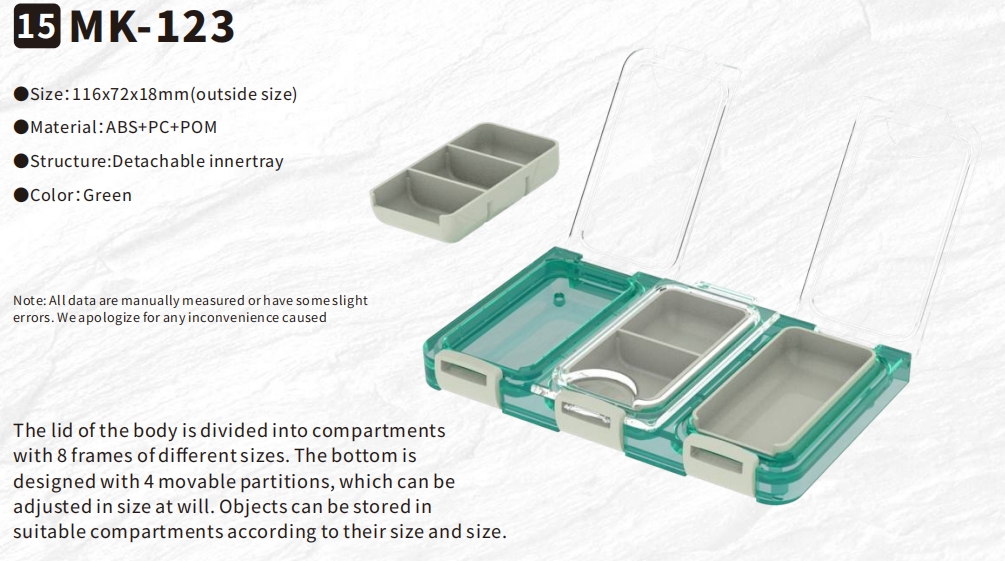 15 MK-123
●Size:116x72x18mm(outside size)
●Material:ABS+PC+POM
●Structure:Detachable innertray
●Color:Green
Note: All data are manually measured or have some slight
errors. We apologize for any inconvenience caused
The lid of the body is divided into compartments
with 8 frames of different sizes. The bottom is
designed with 4 movable partitions, which can be
adjusted in size at will. Objects can be stored in
suitable compartments according to their size and size.